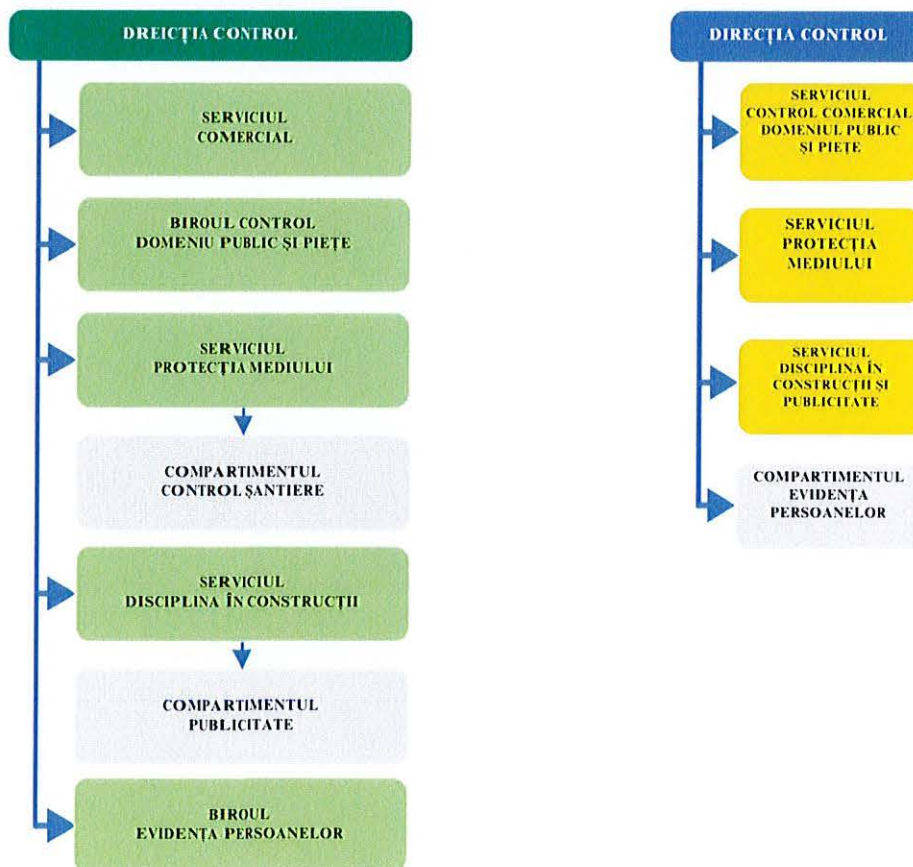 DREICȚIA CONTROL
SERVICIUL
COMERCIAL
BIROUL CONTROL
DOMENIU PUBLIC ȘI PIEȚE
SERVICIUL
PROTECȚIA MEDIULUI
COMPARTIMENTUL
CONTROL ȘANTIERE
SERVICIUL
DISCIPLINA ÎN CONSTRUCȚII
COMPARTIMENTUL
PUBLICITATE
BIROUL
EVIDENȚA PERSOANELOR
DIRECȚIA CONTROL
SERVICIUL
CONTROL COMERCIAL
DOMENIUL PUBLIC
ȘI PIEȚE
SERVICIUL
PROTECȚIA
MEDIULUI
SERVICIUL
DISCIPLINA ÎN
CONSTRUCȚII ȘI
PUBLICITATE
COMPARTIMENTUL
EVIDENȚA
PERSOANELOR